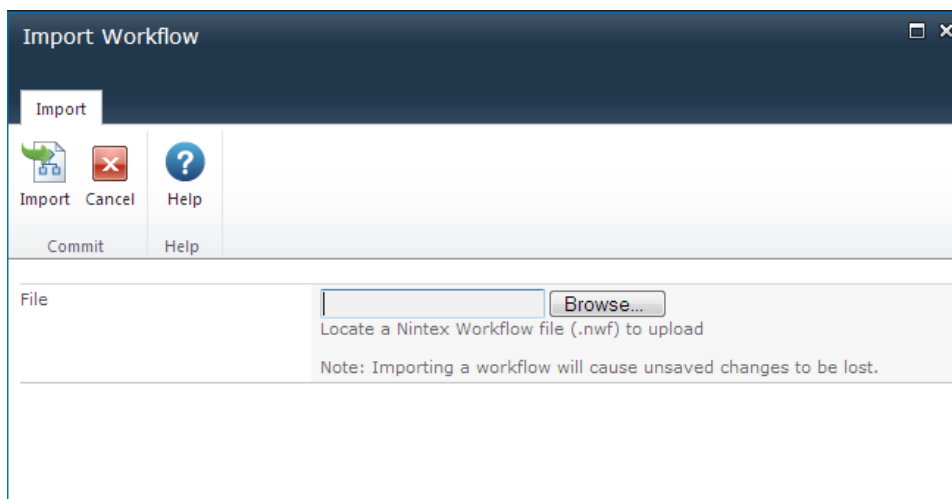 Import Workflow
Import
Import Cancel Help
Commit Help
File
Browse...
Locate a Nintex Workflow file (.nwf) to upload
Note: Importing a workflow will cause unsaved changes to be lost.